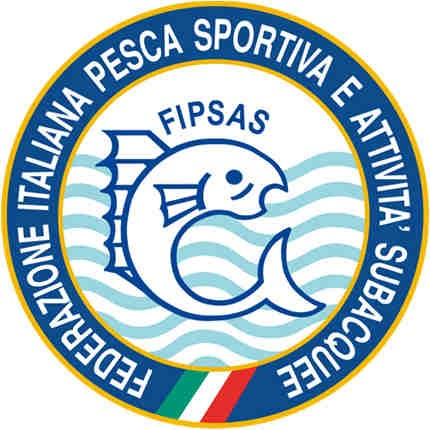 FEDERAZIONE ITALIANA PESCA SPORTIVA E ATTIVITA' SUBACQUEE
FIPSAS